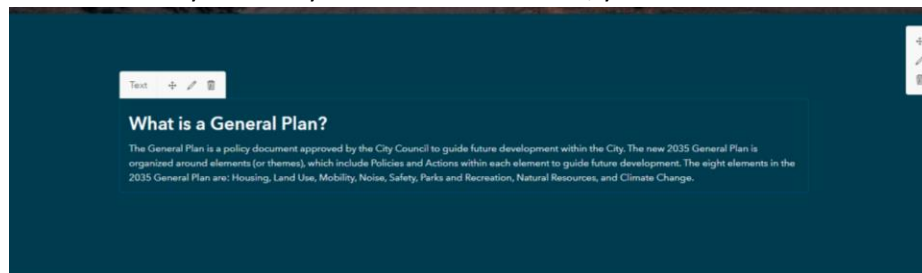 Text
What is a General Plan?
The General Plan is a policy document approved by the City Council to guide future development within the City. The new 2035 General Plan is
organized around elements (or themes), which include Policies and Actions within each element to guide future development. The eight elements in the
2035 General Plan are: Housing, Land Use, Mobility, Noise, Safety, Parks and Recreation, Natural Resources, and Climate Change.